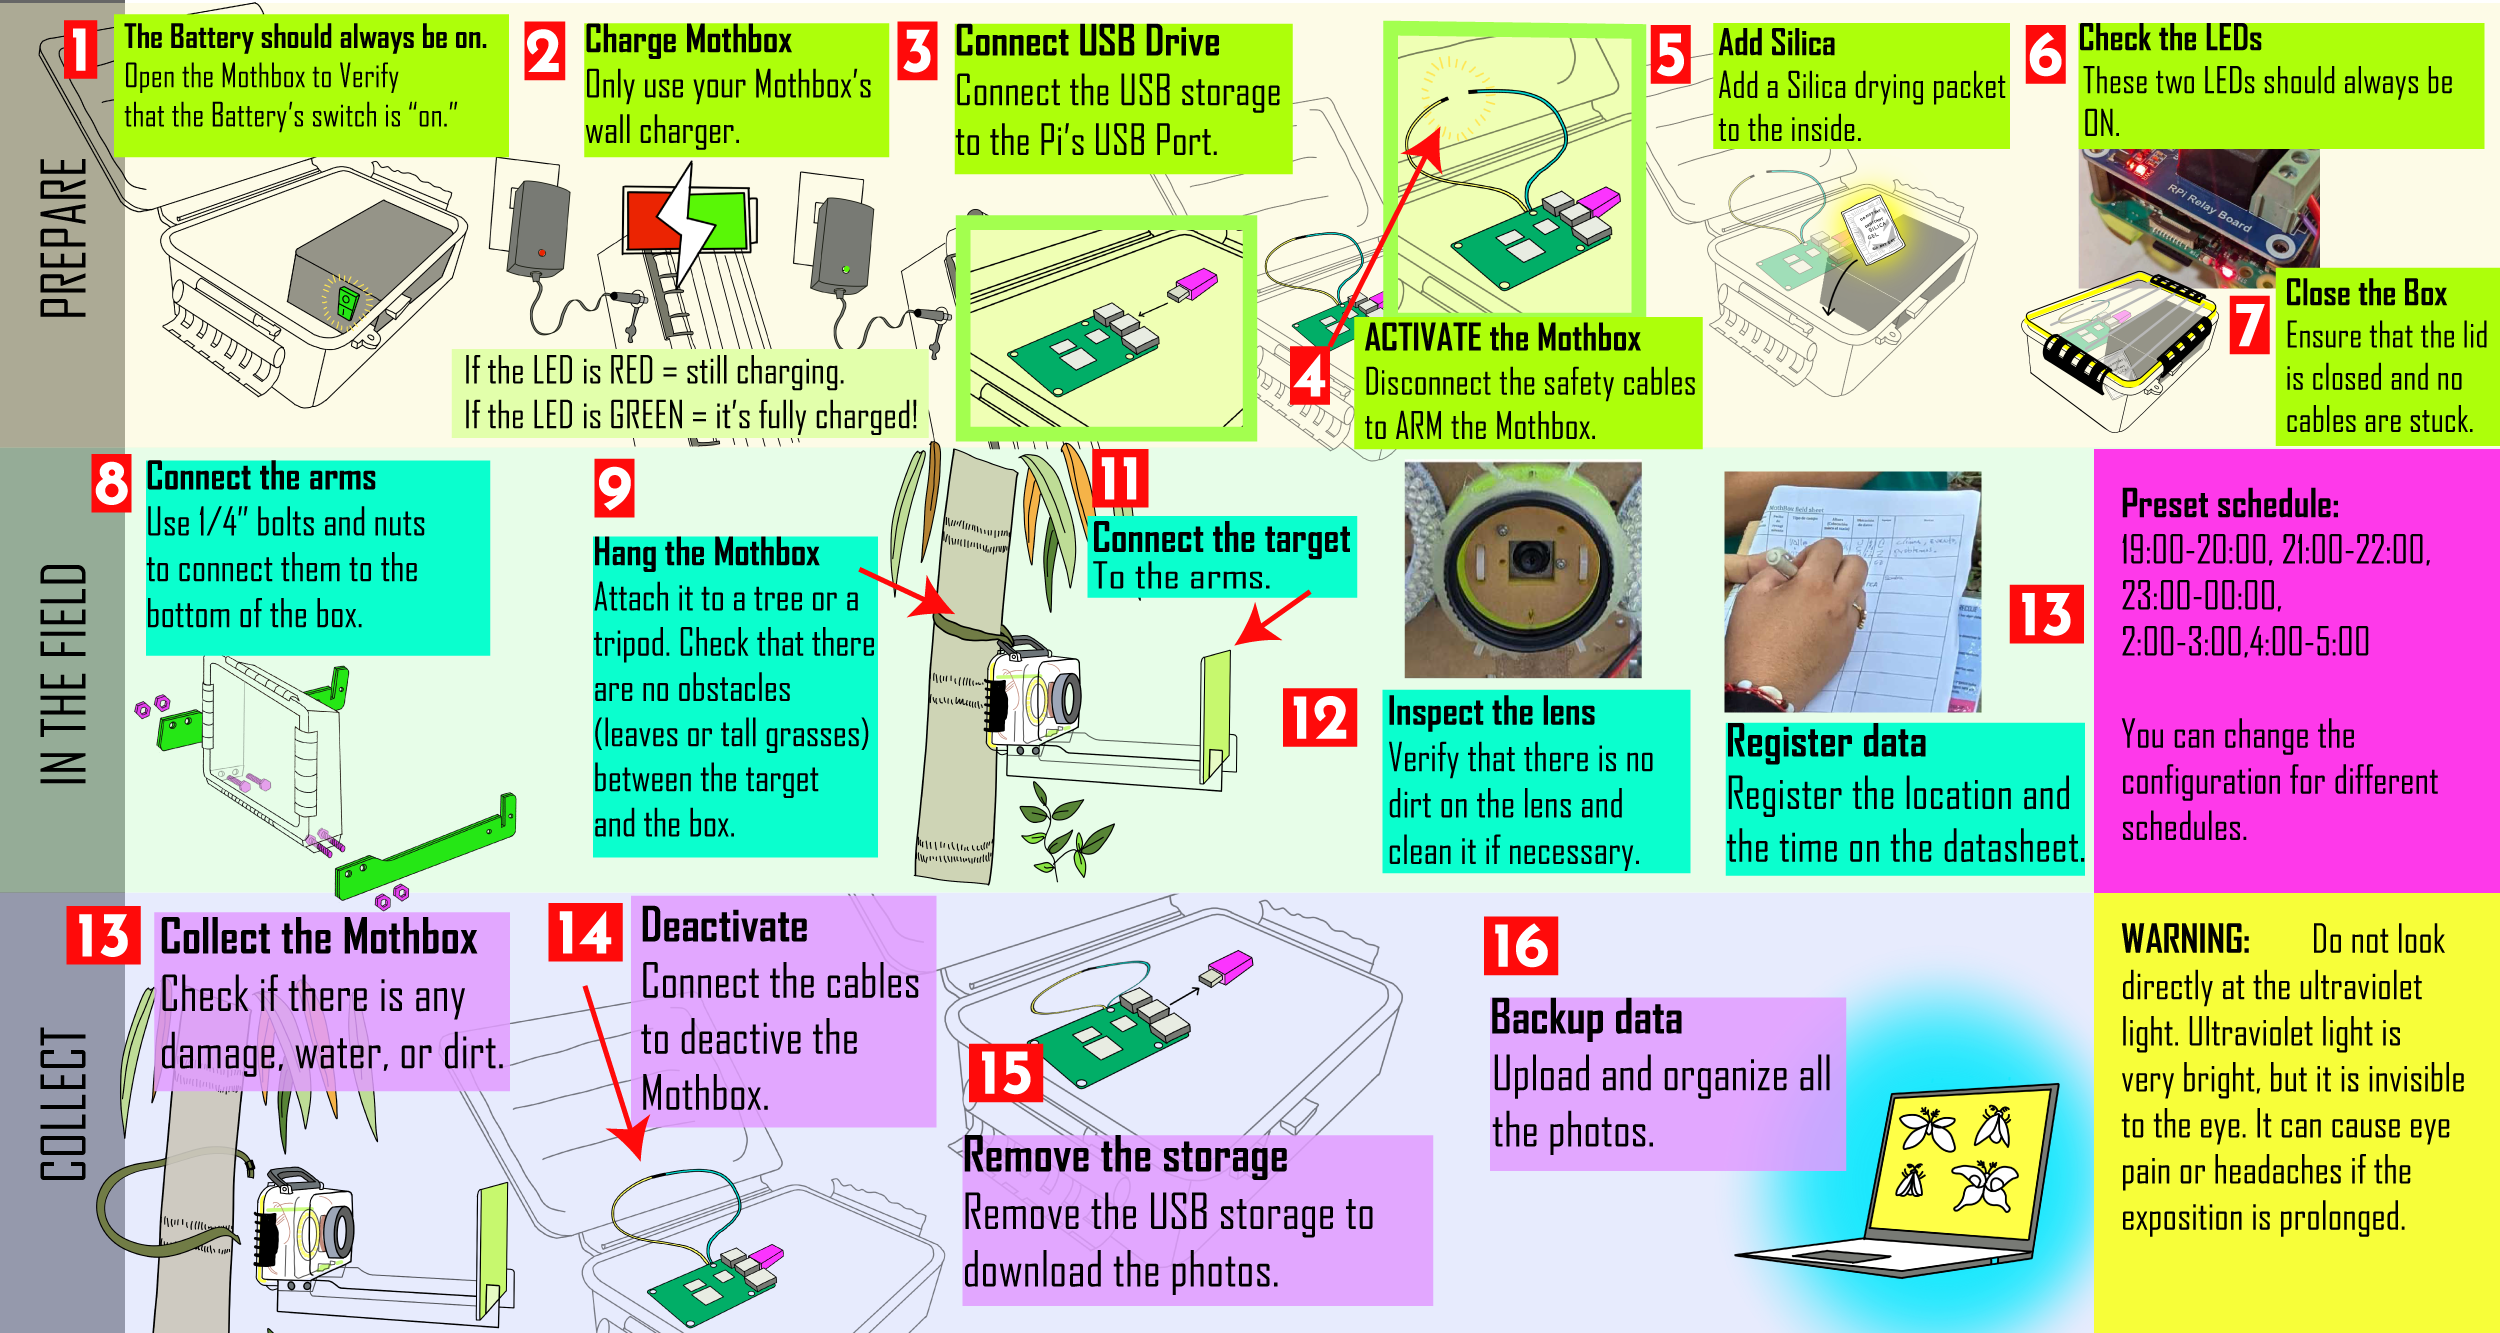 PREPARE
1
The Battery should always be on.
Open the Mothbox to Verify
that the Battery's switch is "on."
2
Charge Mothbox
Only use your Mothbox's
wall charger.
If the LED is RED = still charging.
If the LED is GREEN = it's fully charged!
3
Connect USB Drive
Connect the USB storage
to the Pi's USB Port.
4
ACTIVATE the Mothbox
Disconnect the safety cables
to ARM the Mothbox.
5
Add Silica
Add a Silica drying packet
to the inside.
SILICA
GEL
6
Check the LEDs
These two LEDs should always be
ON.
RPi Relay Board
7
Close the Box
Ensure that the lid
is closed and no
cables are stuck.
IN THE FIELD
8
Connect the arms
Use 1/4" bolts and nuts
to connect them to the
bottom of the box.
9
Hang the Mothbox
Attach it to a tree or a
tripod. Check that there
are no obstacles
(leaves or tall grasses)
between the target
and the box.
11
Connect the target
To the arms.
12
Inspect the lens
Verify that there is no
dirt on the lens and
clean it if necessary.
13
Register data
Register the location and
the time on the datasheet.
Preset schedule:
19:00-20:00, 21:00-22:00,
23:00-00:00,
2:00-3:00,4:00-5:00
You can change the
configuration for different
schedules.
COLLECT
13
Collect the Mothbox
Check if there is any
damage, water, or dirt.
14
Deactivate
Connect the cables
to deactive the
Mothbox.
15
Remove the storage
Remove the USB storage to
download the photos.
16
Backup data
Upload and organize all
the photos.
WARNING: Do not look
directly at the ultraviolet
light. Ultraviolet light is
very bright, but it is invisible
to the eye. It can cause eye
pain or headaches if the
exposition is prolonged.